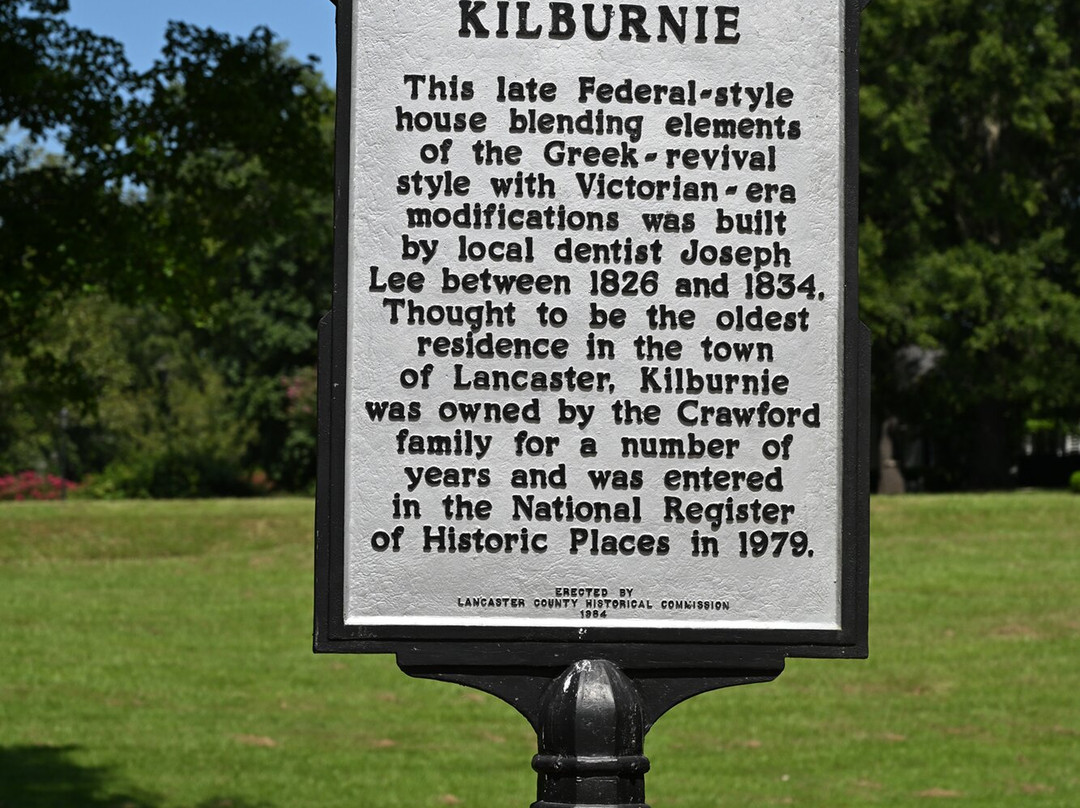 KILBURNIE
This late Federal-style
house blending elements
of the Greek-revival
style with Victorian-era
modifications was built
by local dentist Joseph
Lee between 1826 and 1834.
Thought to be the oldest
residence in the town
of Lancaster, Kilburnie
was owned by the Crawford
family for a number of
years and was entered
in the National Register
of Historic Places in 1979.
ERECTED BY
LANCASTER COUNTY HISTORICAL COMMISSION
1984